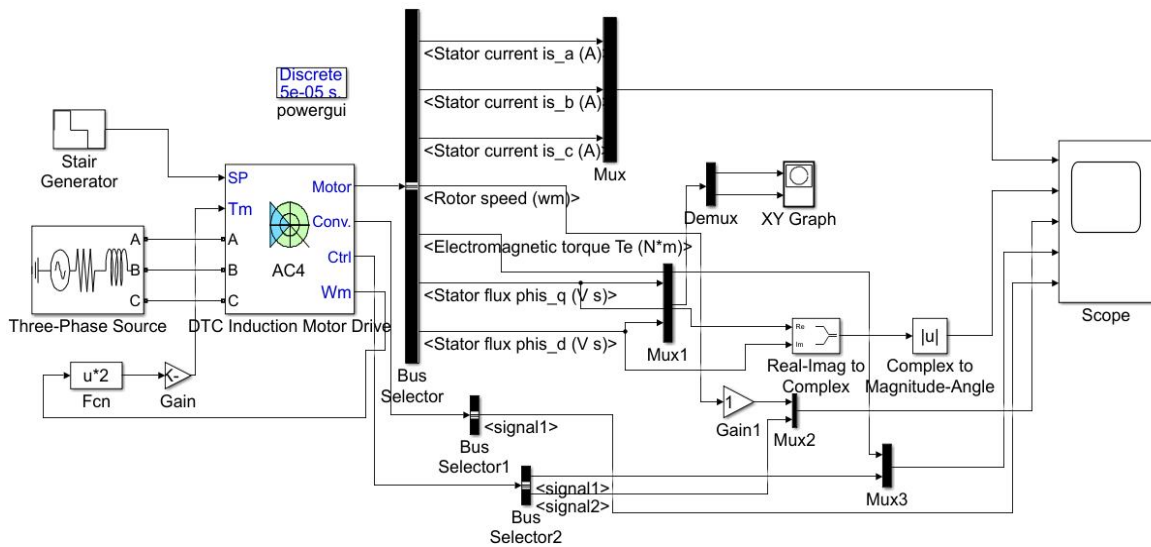 <Stator current is_a (A)>
Discrete
5e-05 s.
powergui
<Stator current is_b (A)>
Stair
Generator
<Stator current is_c (A)>
Mux
SP
Tm
A
B
C
Motor
Conv.
Ctrl
Wm
AC4
DTC Induction Motor Drive
A
B
C
Three-Phase Source
<Rotor speed (wm)>
Demux
XY Graph
<Electromagnetic torque Te (N*m)>
<Stator flux phis_q (V s)>
<Stator flux phis_d (V s)>
Mux1
Bus
Selector
Re
Im
Real-Imag to
Complex
|u|
Complex to
Magnitude-Angle
Scope
u*2
Fcn
K-
Gain
1
Gain1
Mux2
<signal1>
Bus
Selector1
<signal1>
<signal2>
Bus
Selector2
Mux3